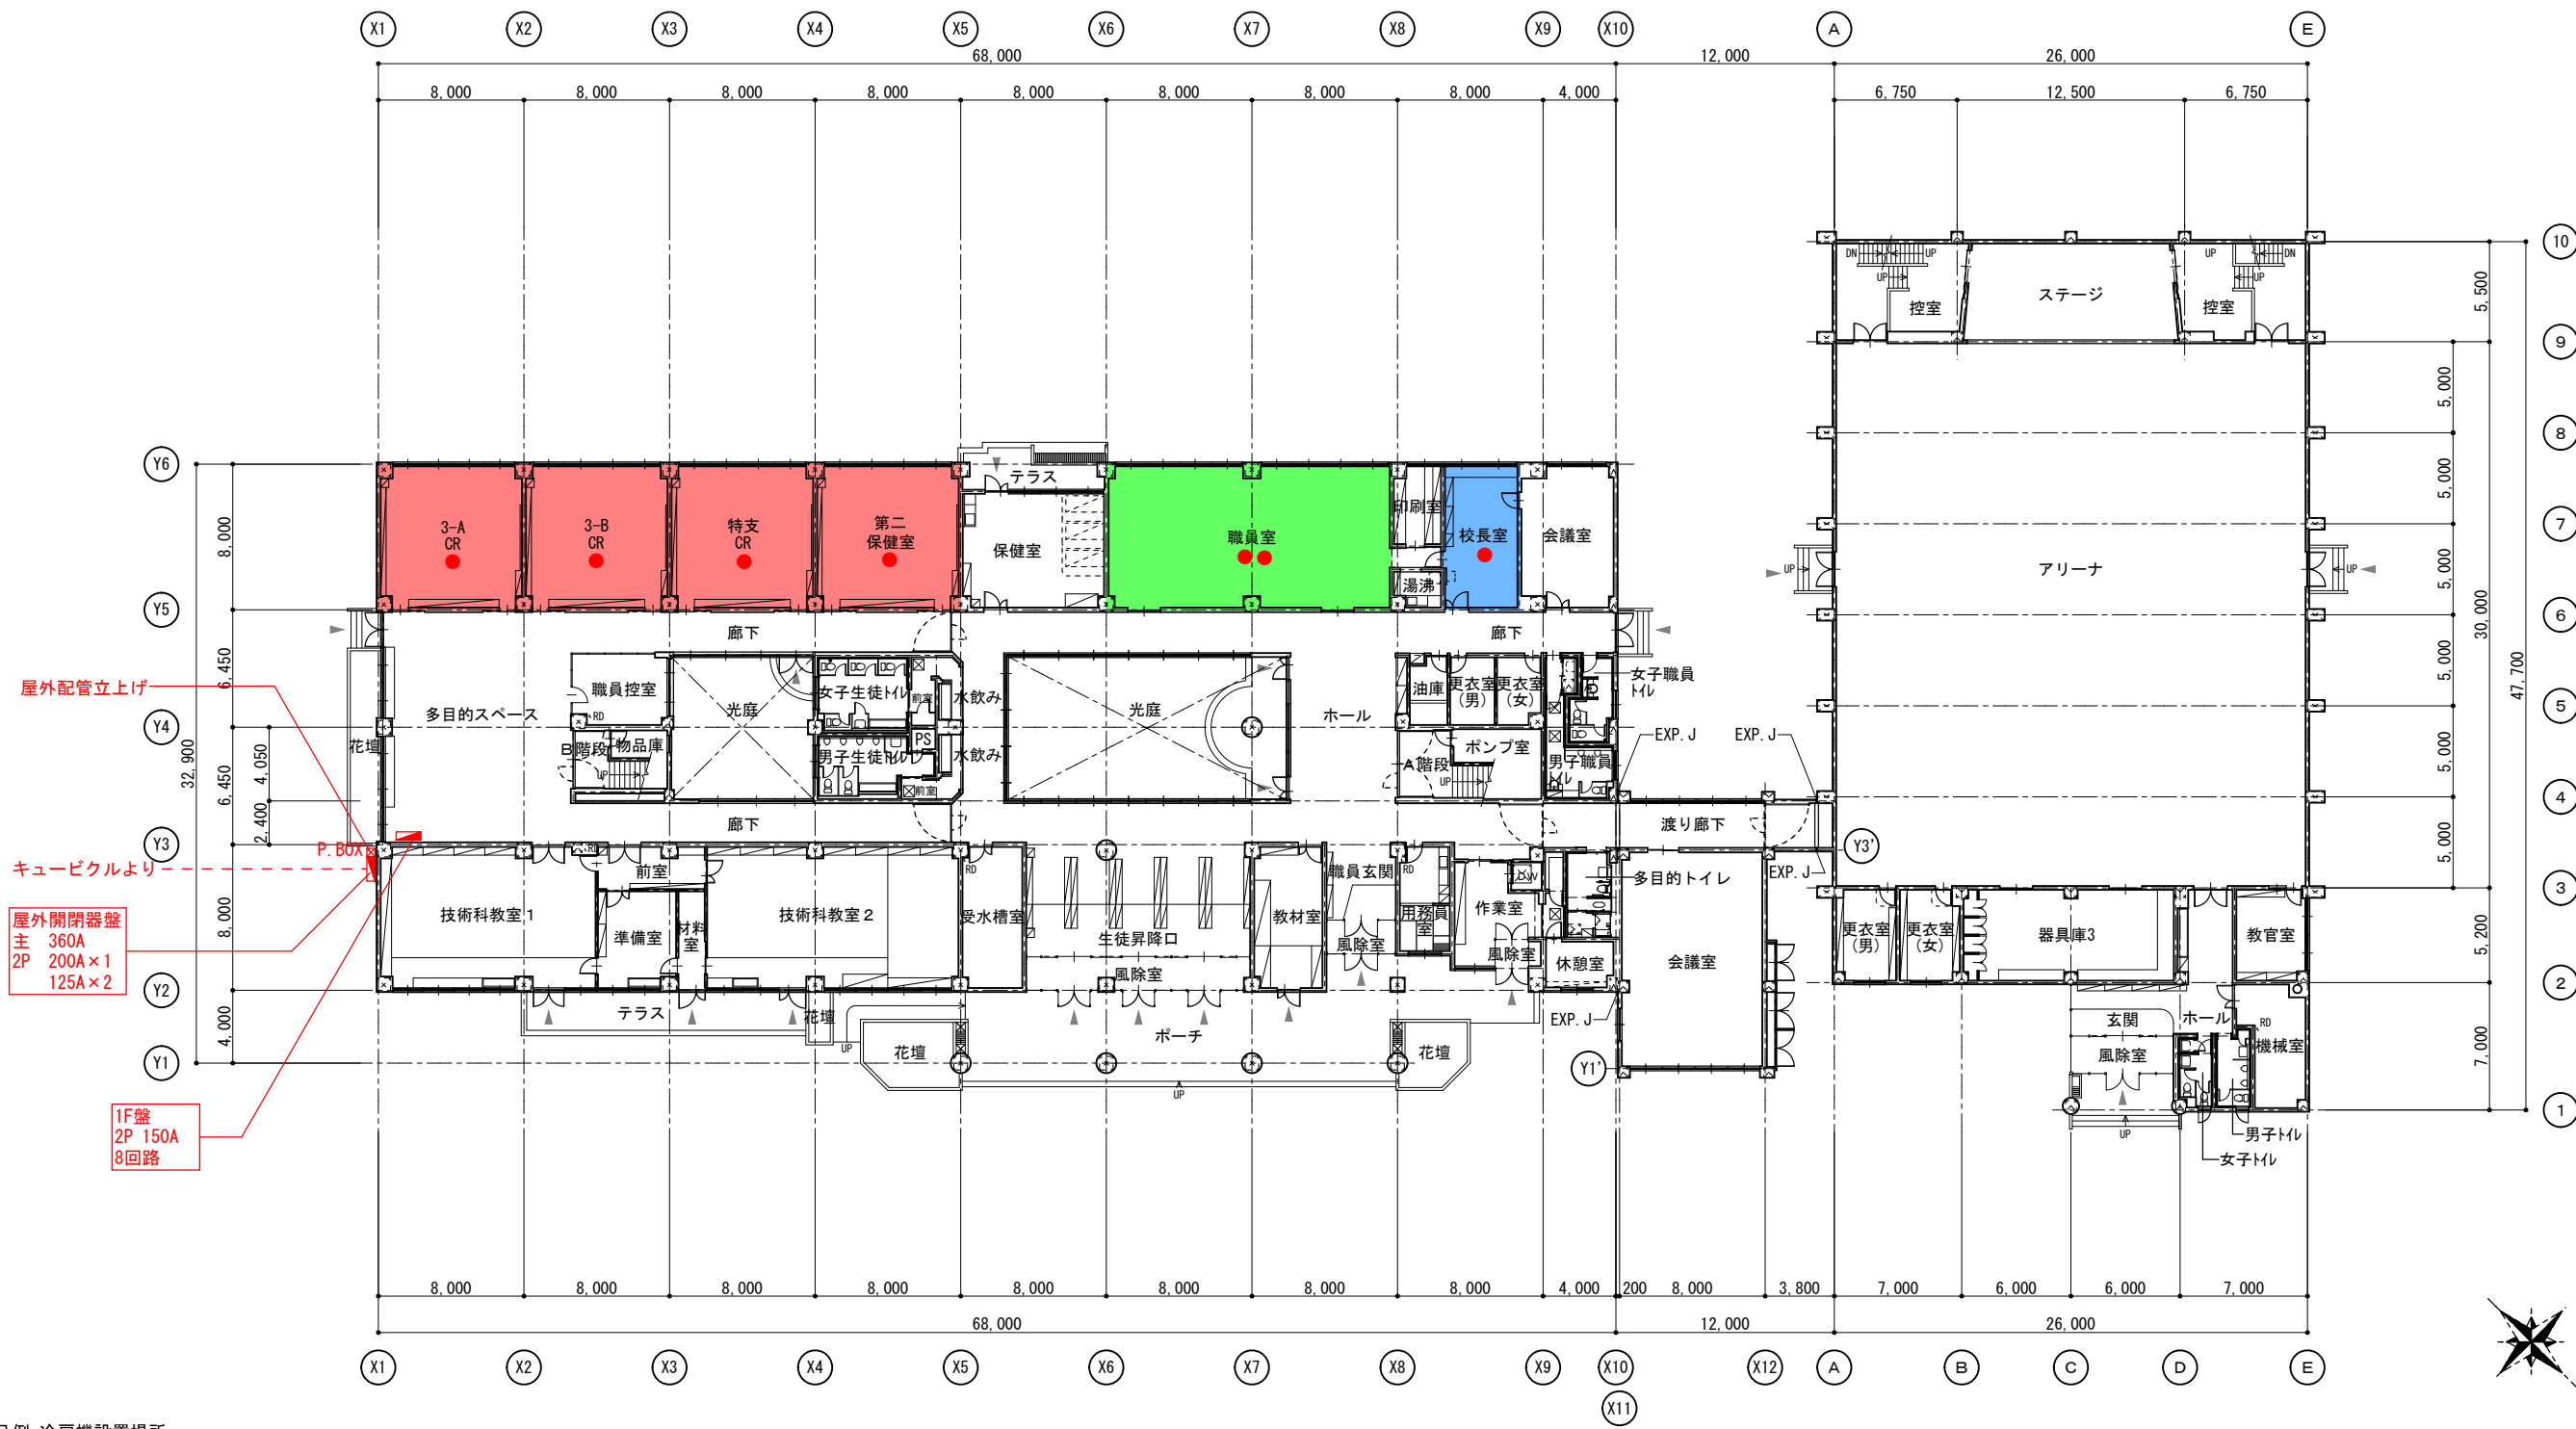 X1 X2 X3 X4 X5 X6 X7 X8 X9 X10 A E
68,000 12,000 26,000
8,000 8,000 8,000 8,000 8,000 8,000 8,000 8,000 4,000 6,750 12,500 6,750
10
DN UP UP DN
UP UP
控室 ステージ 控室
5,500
9
5,000
8
Y6
テラス
5,000
7
3-A
CR
3-B
CR
特支
CR
第二
保健室
保健室
職員室
印刷室
校長室
会議室
湯沸
8,000
UP アリーナ UP
5,000
Y5
6
廊下 廊下
30,000
屋外配管立上げ
6,450
職員控室
RD
女子生徒トイレ
前室
水飲み
油庫
更衣室
(男)
更衣室
(女)
女子職員
トイレ
5,000
47,700
多目的スペース 光庭 光庭 ホール
5
Y4
花壇
B階段 物品庫
UP
PS
男子生徒トイレ
前室
水飲み
A階段
UP
ポンプ室
男子職員
トイレ
EXP.J EXP.J
32,900
6,450 4,050
5,000
4
2,400
廊下 渡り廊下
5,000
Y3
Y3'
P.BOX
キュービクルより
屋外開閉器盤
主 360A
2P 200A×1
125A×2
前室
RD
職員玄関
RD
多目的トイレ
EXP.J
3
技術科教室1
準備室
材料
室
技術科教室2
受水槽室
生徒昇降口
風除室
教材室
風除室
用務員
室
作業室
風除室
休憩室
会議室
更衣室
(男)
更衣室
(女)
器具庫3
教官室
8,000
5,200
Y2
2
テラス 花壇
UP
花壇
ポーチ
花壇
EXP.J
4,000
Y1
Y1'
UP
玄関
風除室
ホール
RD
機械室
7,000
1
UP
男子トイレ
女子トイレ
1F盤
2P 150A
8回路
8,000 8,000 8,000 8,000 8,000 8,000 8,000 8,000 4,000 200 8,000 3,800 7,000 6,000 6,000 7,000
68,000 12,000 26,000
X1 X2 X3 X4 X5 X6 X7 X8 X9 X10 X12 A B C D E
X11